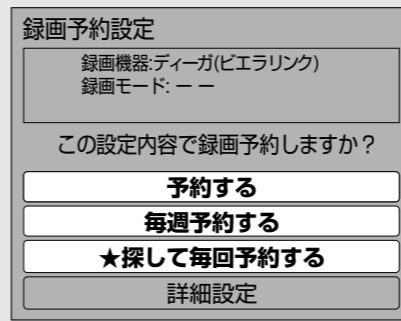 録画予約設定
録画機器:ディーガ(ビエラリンク)
録画モード: － －
この設定内容で録画予約しますか？
予約する
毎週予約する
★探して毎回予約する
詳細設定